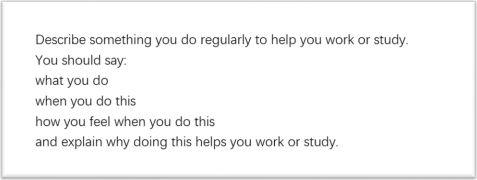 Describe something you do regularly to help you work or study.
You should say:
what you do
when you do this
how you feel when you do this
and explain why doing this helps you work or study.